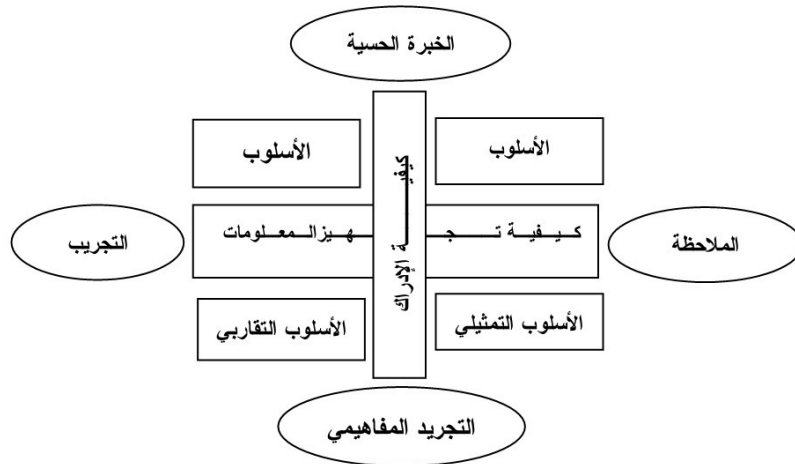 الخبرة الحسية
الأسلوب
الأسلوب
كيفية الإدراك
الملاحظة
كيفية تجهيز المعلومات
التجريب
الأسلوب التمثيلي
الأسلوب التقاربي
التجريد المفاهيمي